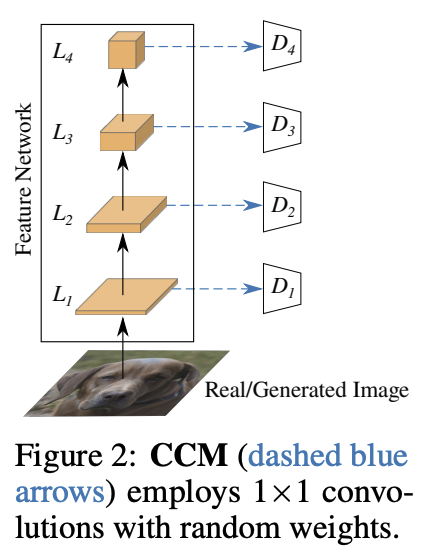 L4
D4
L3
D3
L2
D2
L1
D1
Feature Network
Real/Generated Image
Figure 2: CCM (dashed blue
arrows) employs 1×1 convo-
lutions with random weights.